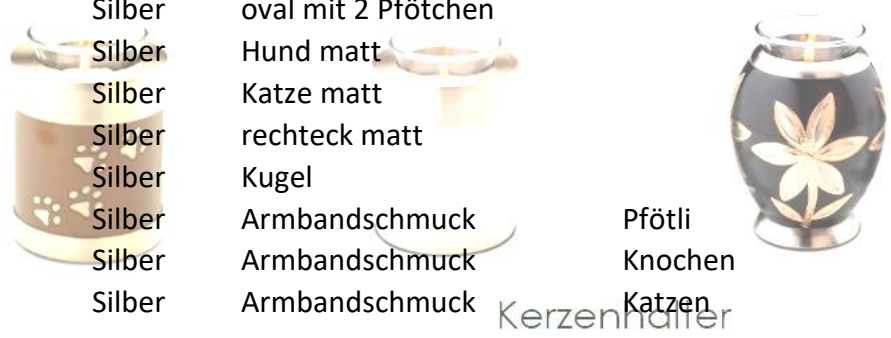 Silber oval mit 2 Pfötchen
Silber Hund matt
Silber Katze matt
Silber rechteck matt
Silber Kugel
Silber Armbandschmuck Pfötli
Silber Armbandschmuck Knochen
Silber Armbandschmuck Katzen
Kerzenhalter